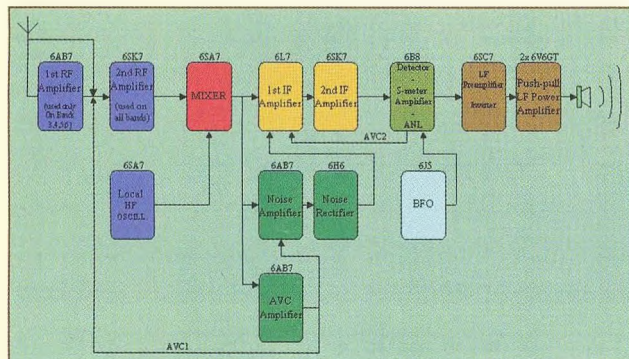 6AB7
1st RF
Amplifier
(used only
On Bands
3,4,5,6)
6SK7
2nd RF
Amplifier
(used on
all bands)
6SA7
MIXER
6L7
1st IF
Amplifier
6SK7
2nd IF
Amplifier
6B8
Detector
-
S-meter
Amplifier
-
ANL
6SC7
LF
Preamplifier
-
Inverter
2x 6V6GT
Push-pull
LF Power
Amplifier
AVC2
6SA7
Local
HF
OSCILL
6AB7
Noise
Amplifier
6H6
Noise
Rectifier
6J5
BFO
6AB7
AVC
Amplifier
AVC1